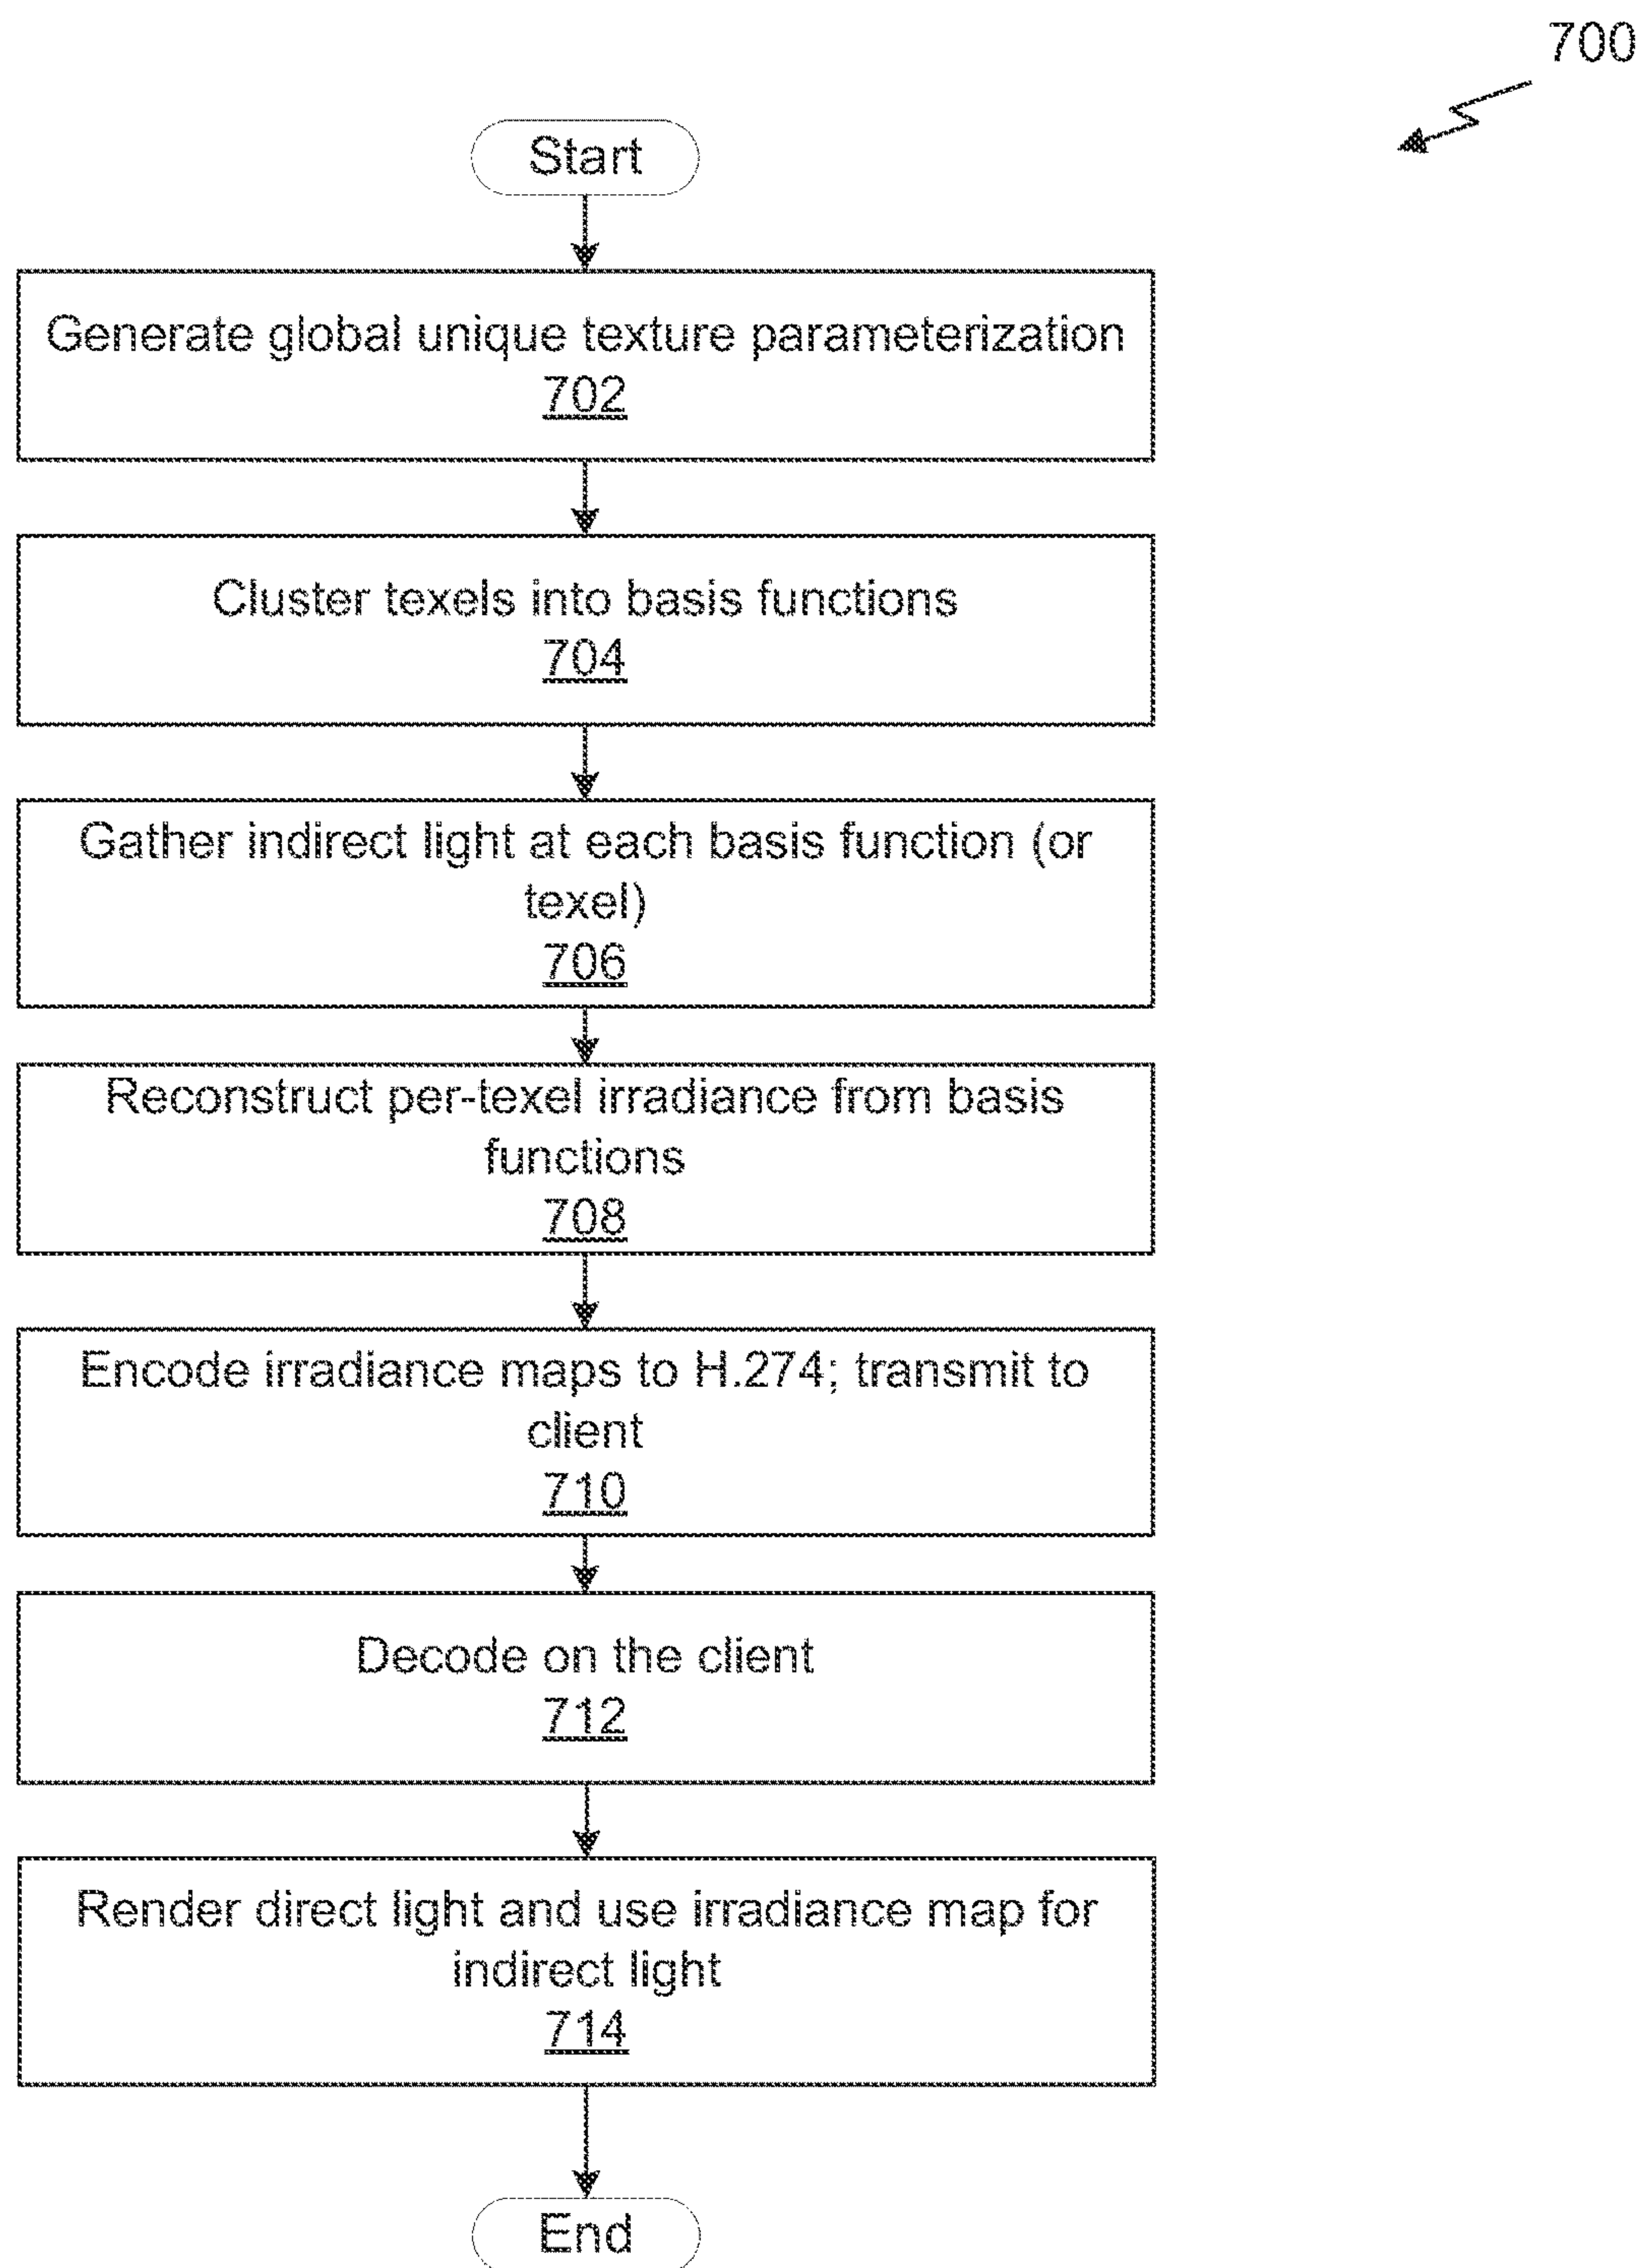 700
Start
Generate global unique texture parameterization
702
Cluster texels into basis functions
704
Gather indirect light at each basis function (or
texel)
706
Reconstruct per-texel irradiance from basis
functions
708
Encode irradiance maps to H.274; transmit to
client
710
Decode on the client
712
Render direct light and use irradiance map for
indirect light
714
End